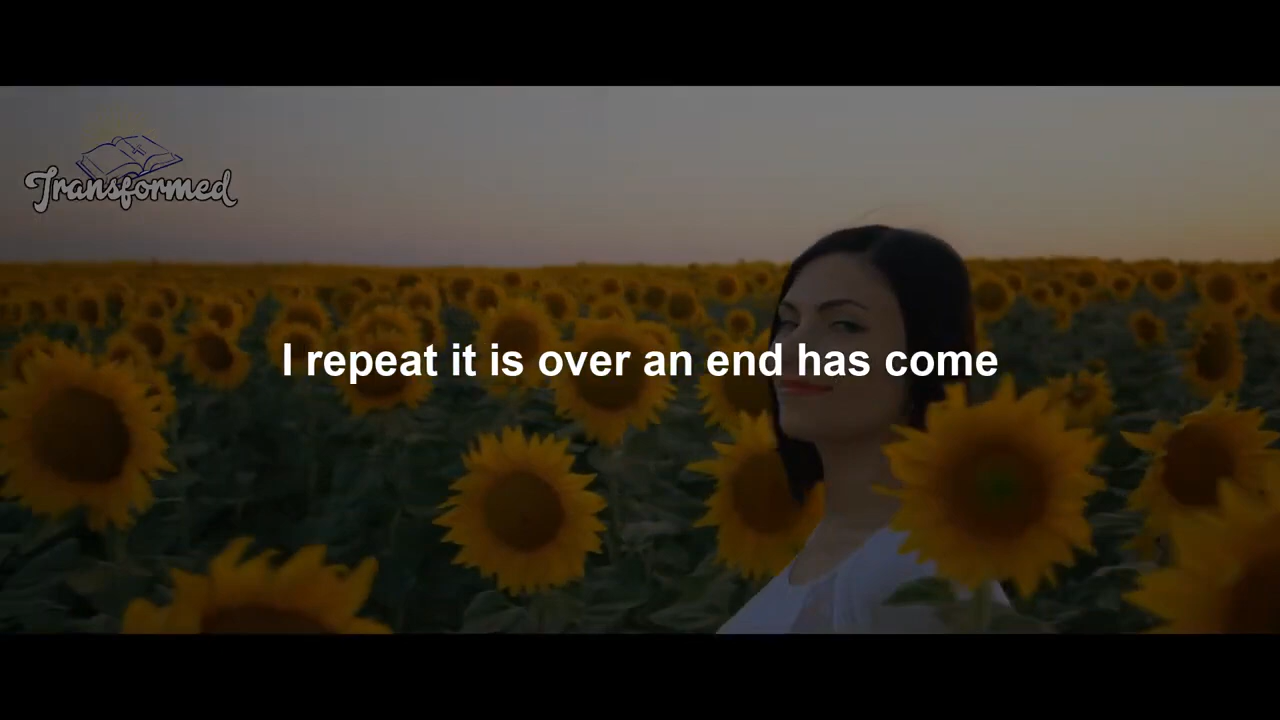 Transformed
I repeat it is over an end has come